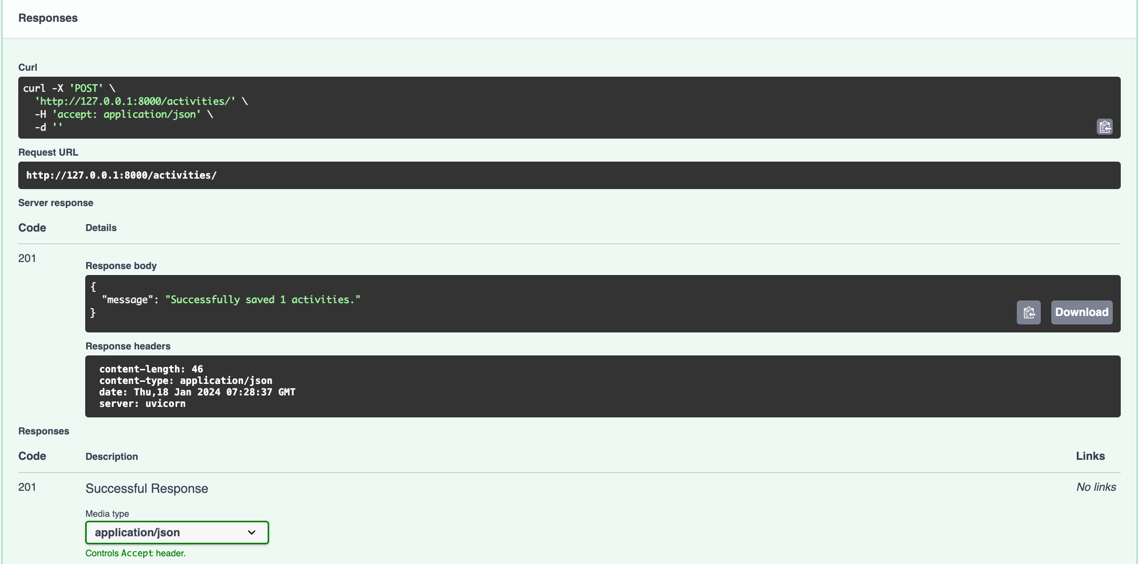 Responses
Curl
curl -X 'POST' \
'http://127.0.0.1:8000/activities/' \
-H 'accept: application/json' \
-d ''
Request URL
http://127.0.0.1:8000/activities/
Server response
Code Details
201
Response body
{
"message": "Successfully saved 1 activities."
}
Download
Response headers
content-length: 46
content-type: application/json
date: Thu,18 Jan 2024 07:28:37 GMT
server: uvicorn
Responses
Code Description Links
201 Successful Response No links
Media type
application/json
Controls Accept header.